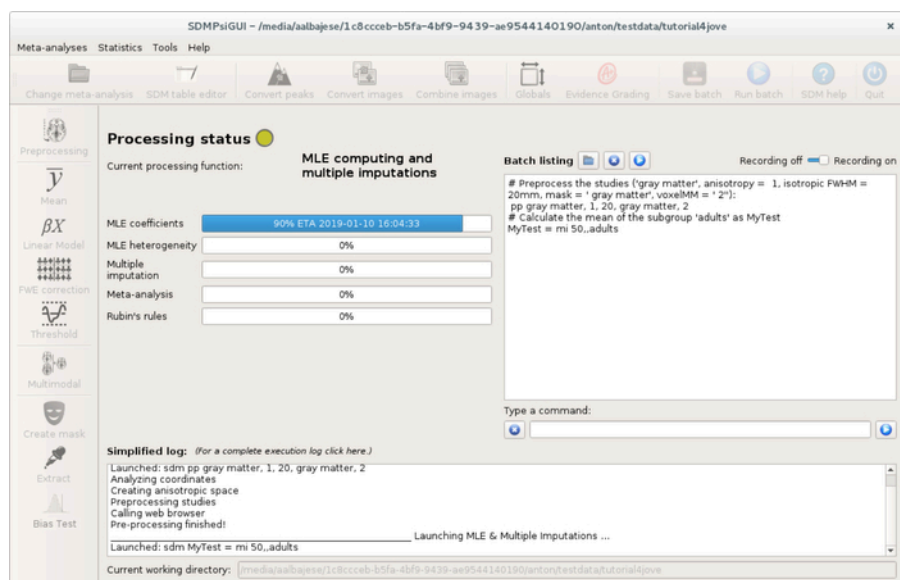 SDMPsiGUI - /media/aalbajese/1c8ccceb-b5fa-4bf9-9439-ae9544140190/anton/testdata/tutorial4jove
Meta-analyses Statistics Tools Help
Change meta-analysis SDM table editor Convert peaks Convert images Combine images Globals Evidence Grading Save batch Run batch SDM help Quit
Preprocessing
Mean
βX
Linear Model
FWE correction
Threshold
Multimodal
Create mask
Extract
Bias Test
Processing status
Current processing function:
MLE computing and
multiple imputations
MLE coefficients 90% ETA 2019-01-10 16:04:33
MLE heterogeneity 0%
Multiple
imputation 0%
Meta-analysis 0%
Rubin's rules 0%
Batch listing Recording off Recording on
# Preprocess the studies ('gray matter', anisotropy = 1, isotropic FWHM =
20mm, mask = ' gray matter', voxelMM = ' 2"):
pp gray matter, 1, 20, gray matter, 2
# Calculate the mean of the subgroup 'adults' as MyTest
MyTest = mi 50,,adults
Type a command:
Simplified log: (For a complete execution log click here.)
Launched: sdm pp gray matter, 1, 20, gray matter, 2
Analyzing coordinates
Creating anisotropic space
Preprocessing studies
Calling web browser
Pre-processing finished!
Launching MLE & Multiple Imputations ...
Launched: sdm MyTest = mi 50,,adults
Current working directory: /media/aalbajese/1c8ccceb-b5fa-4bf9-9439-ae9544140190/anton/testdata/tutorial4jove